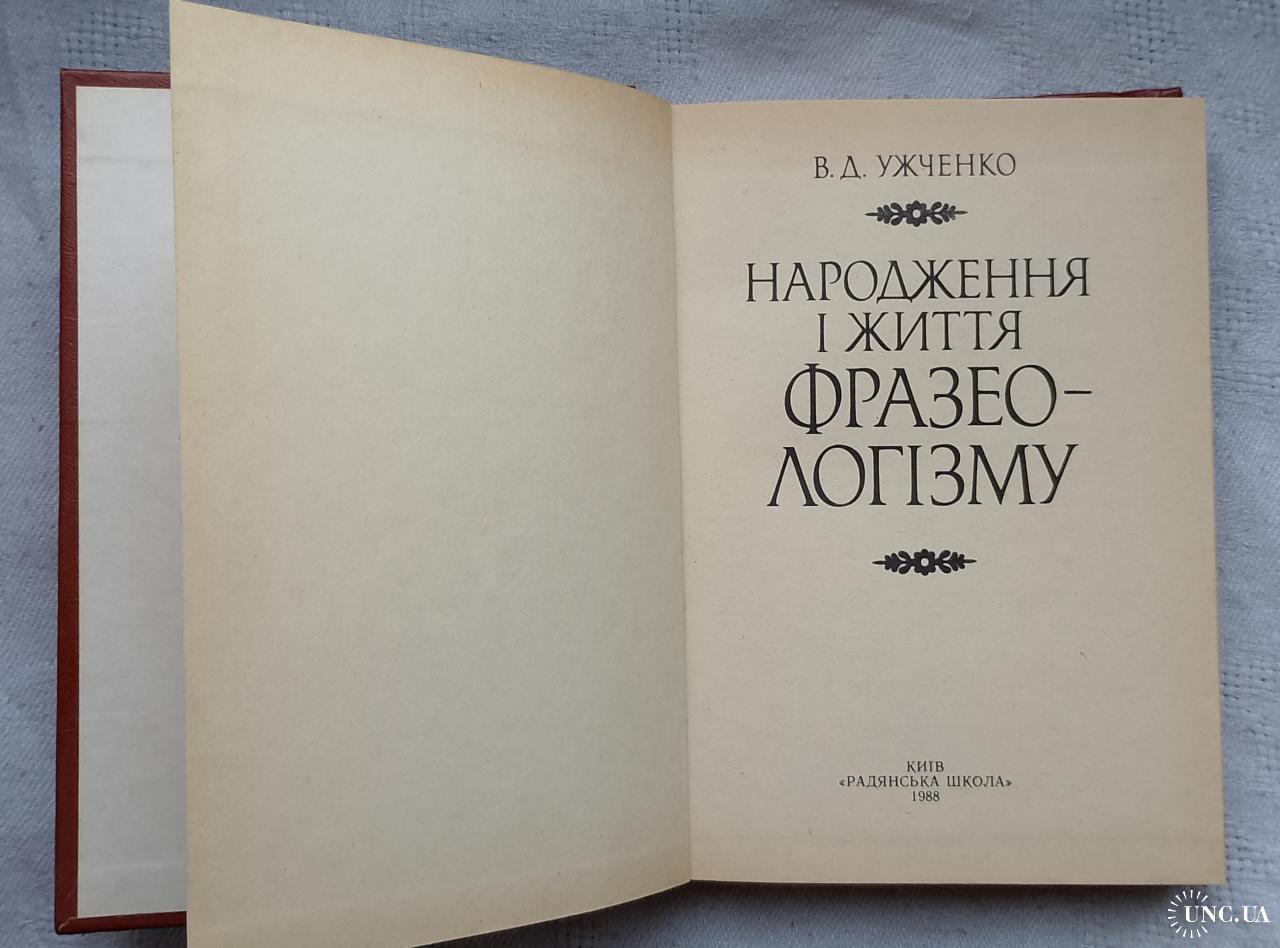 В. Д. УЖЧЕНКО
НАРОДЖЕННЯ
І ЖИТТЯ
ФРАЗЕО-
ЛОГІЗМУ
КИЇВ
«РАДЯНСЬКА ШКОЛА»
1988
UNC.UA